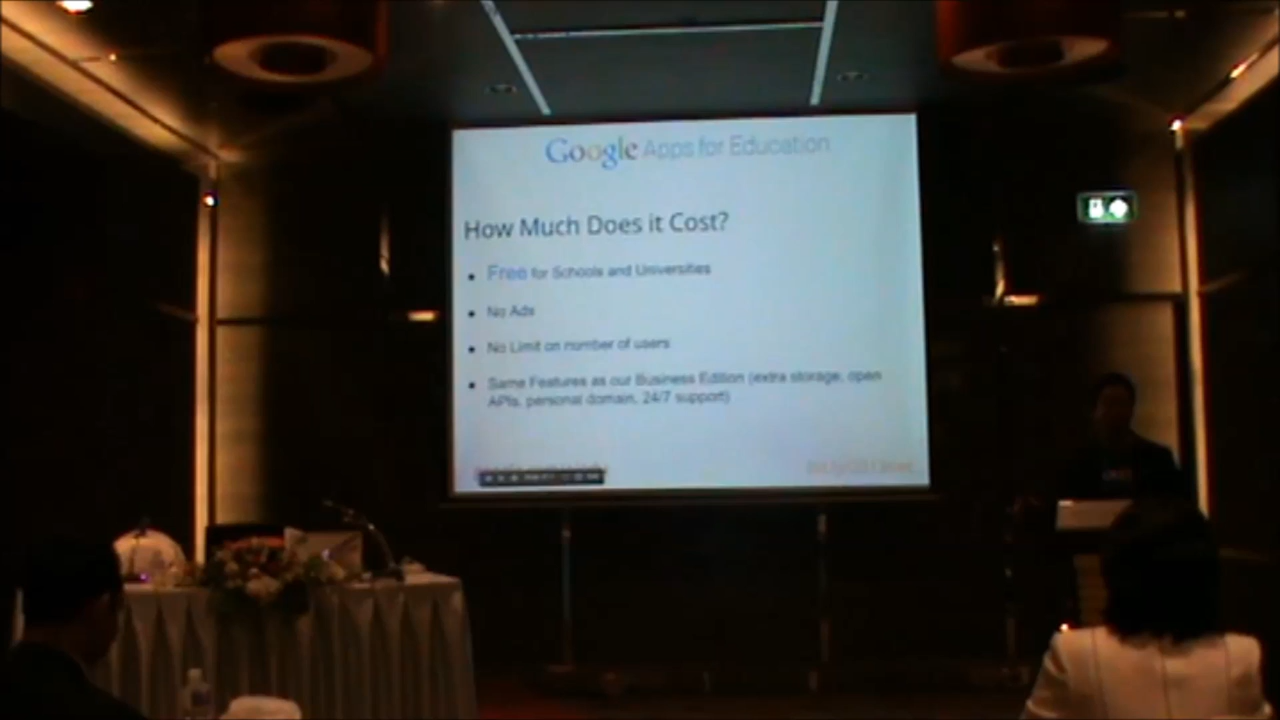 Google Apps for Education
How Much Does it Cost?
Free for Schools and Universities
No Ads
No Limit on number of users
Same Features as our Business Edition (extra storage, open
APIs, personal domain, 24/7 support)